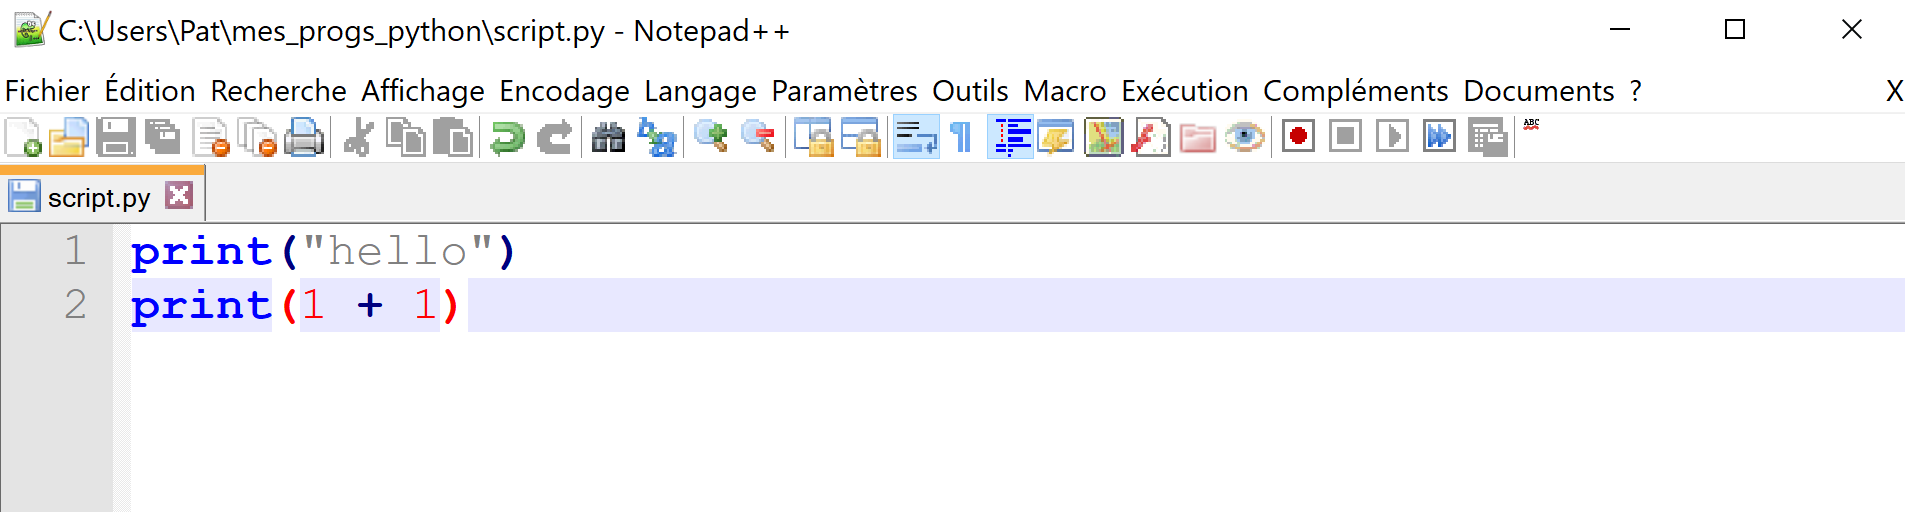 C:\Users\Pat\mes_progs_python\script.py - Notepad++
Fichier Édition Recherche Affichage Encodage Langage Paramètres Outils Macro Exécution Compléments Documents ? X
ABC
script.py
1 print("hello")
2 print(1 + 1)